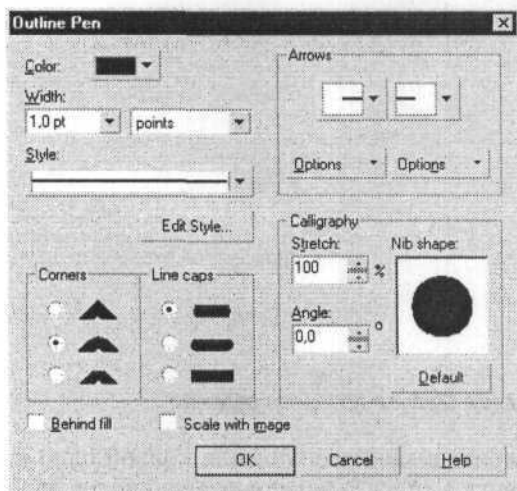 Outline Pen
Color:
Width:
1,0 pt
points
Style:
Edit Style...
Corners
Line caps
Behind fill
Scale with image
Arrows
Options
Options
Calligraphy
Stretch:
100
%
Angle:
0,0
o
Nib shape:
Default
OK
Cancel
Help